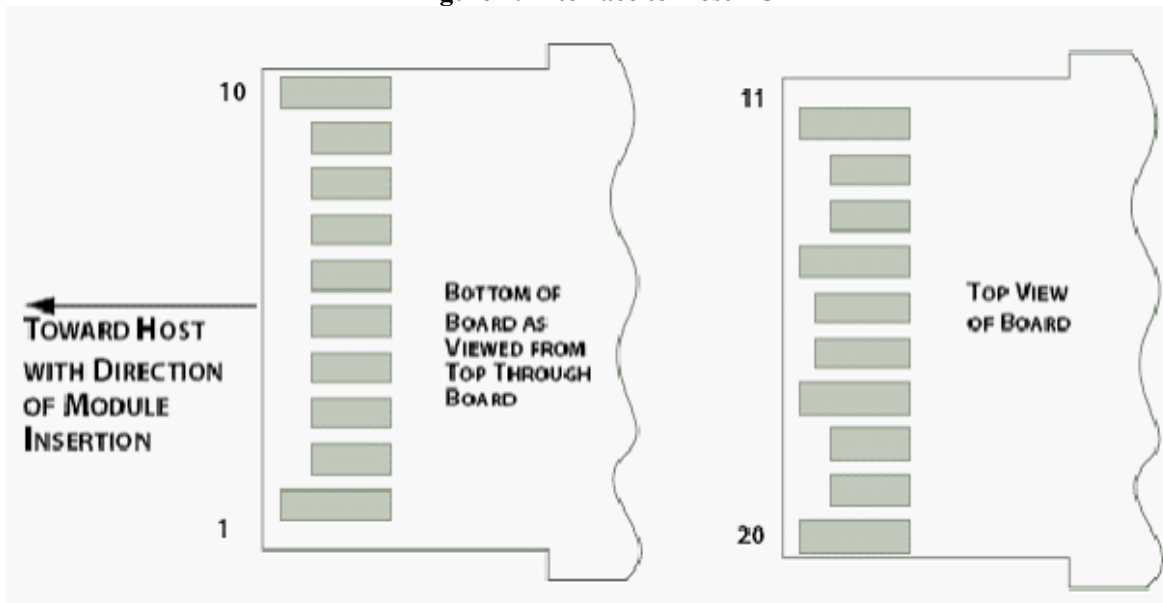 10
TOWARD HOST
WITH DIRECTION
OF MODULE
INSERTION
1
BOTTOM OF
BOARD AS
VIEWED FROM
TOP THROUGH
BOARD
11
TOP VIEW
OF BOARD
20